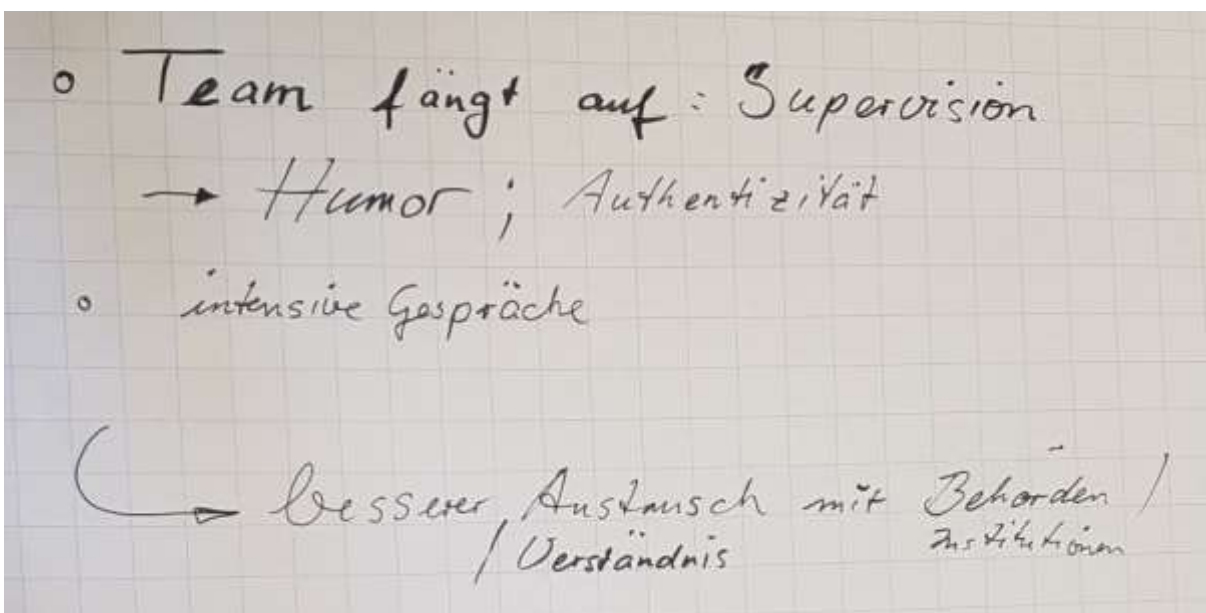 o Team fängt auf : Supervision
→ Humor ; Authentizität
o intensive Gespräche
→ besserer Austausch mit Behörden /
/ Verständnis Institutionen